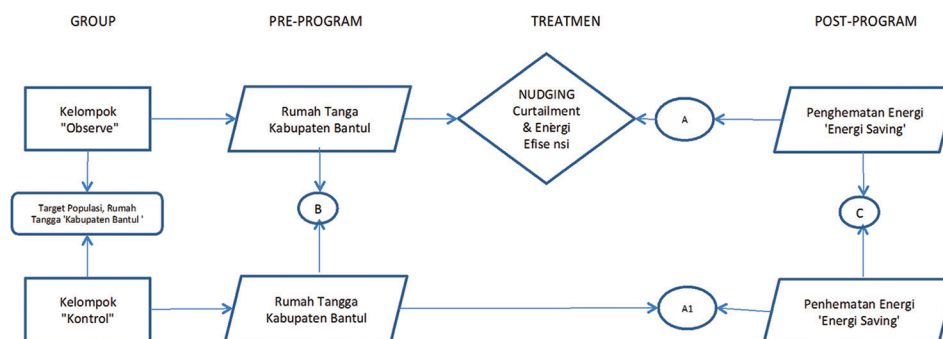 GROUP
PRE-PROGRAM
TREATMEN
POST-PROGRAM
Kelompok
"Observe"
Rumah Tanga
Kabupaten Bantul
NUDGING
Curtailment
& Energi
Efise nsi
A
Penghematan Energi
'Energi Saving'
Target Populasi, Rumah
Tangga 'Kabupaten Bantul '
B
C
Kelompok
"Kontrol"
Rumah Tangga
Kabupaten Bantul
A1
Penhematan Energi
'Energi Saving'